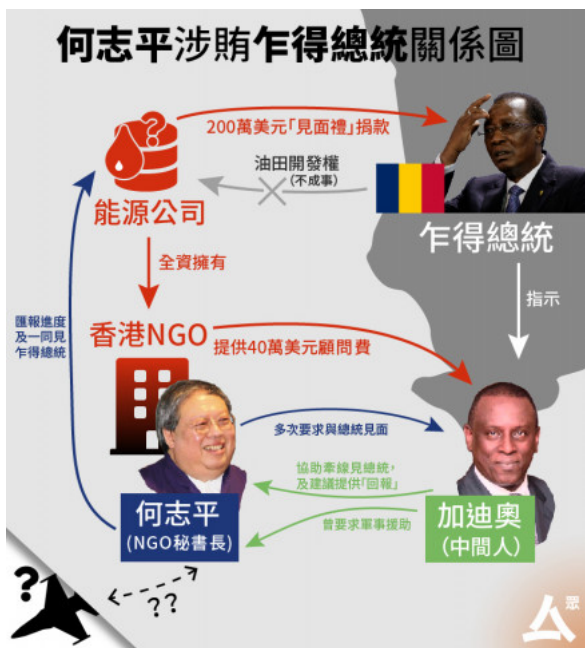 何志平涉賄乍得總統關係圖
?
200萬美元「見面禮」捐款
油田開發權
(不成事)
能源公司
乍得總統
全資擁有
指示
匯報進度
及一同見
乍得總統
香港NGO
提供40萬美元顧問費
多次要求與總統見面
協助牽線見總統，
及建議提供「回報」
何志平
(NGO秘書長)
曾要求軍事援助
加迪奧
(中間人)
?
??
眾